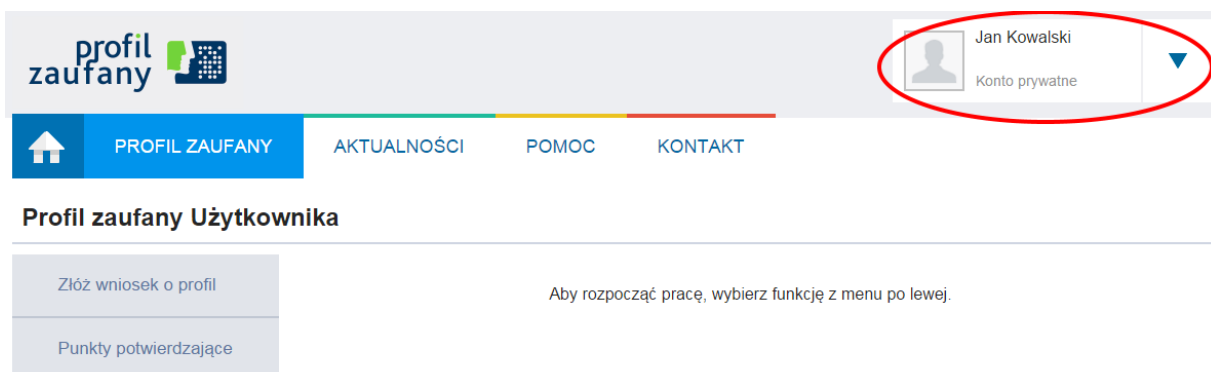 profil
zaufany
Jan Kowalski
Konto prywatne
PROFIL ZAUFANY
AKTUALNOŚCI
POMOC
KONTAKT
Profil zaufany Użytkownika
Złóż wniosek o profil
Aby rozpocząć pracę, wybierz funkcję z menu po lewej.
Punkty potwierdzające